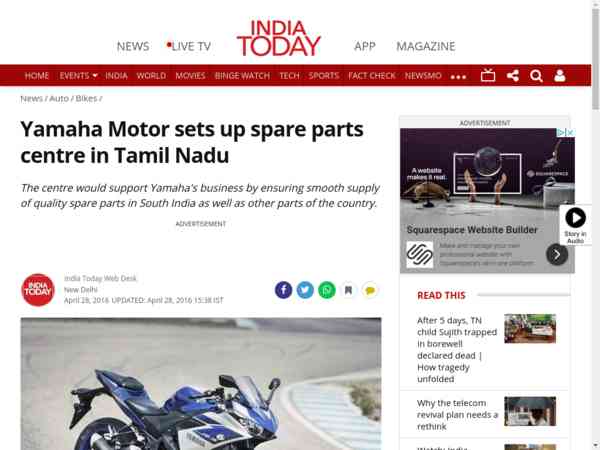 NEWS
LIVE TV
INDIA
TODAY
APP
MAGAZINE
HOME EVENTS INDIA WORLD MOVIES BINGE WATCH TECH SPORTS FACT CHECK NEWSMO
News / Auto / Bikes /
Yamaha Motor sets up spare parts
centre in Tamil Nadu
The centre would support Yamaha's business by ensuring smooth supply
of quality spare parts in South India as well as other parts of the country.
ADVERTISEMENT
INDIA
TODAY
India Today Web Desk
New Delhi
April 28, 2016 UPDATED: April 28, 2016 15:38 IST
YAMAHA
ADVERTISEMENT
A website
makes it real.
SQUARESPACE
Squarespace Website Builder
Make and manage your own
professional website with
Squarespace's all-in-one platform.
Story in
Audio
READ THIS
After 5 days, TN
child Sujith trapped
in borewell
declared dead |
How tragedy
unfolded
Why the telecom
revival plan needs a
rethink